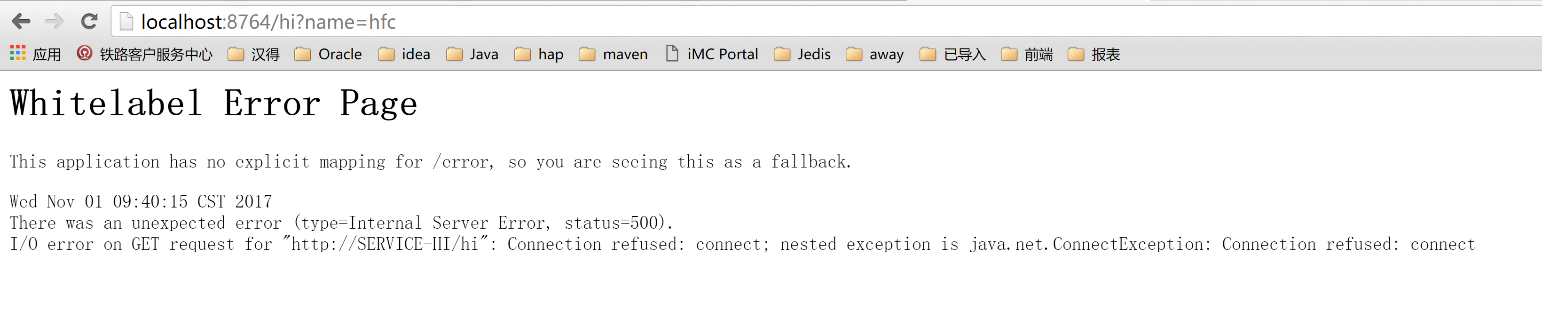 localhost:8764/hi?name=hfc
应用 铁路客户服务中心 汉得 Oracle idea Java hap maven iMC Portal Jedis away 已导入 前端 报表
Whitelabel Error Page
This application has no explicit mapping for /error, so you are seeing this as a fallback.
Wed Nov 01 09:40:15 CST 2017
There was an unexpected error (type=Internal Server Error, status=500).
I/O error on GET request for "http://SERVICE-HI/hi": Connection refused: connect; nested exception is java.net.ConnectException: Connection refused: connect